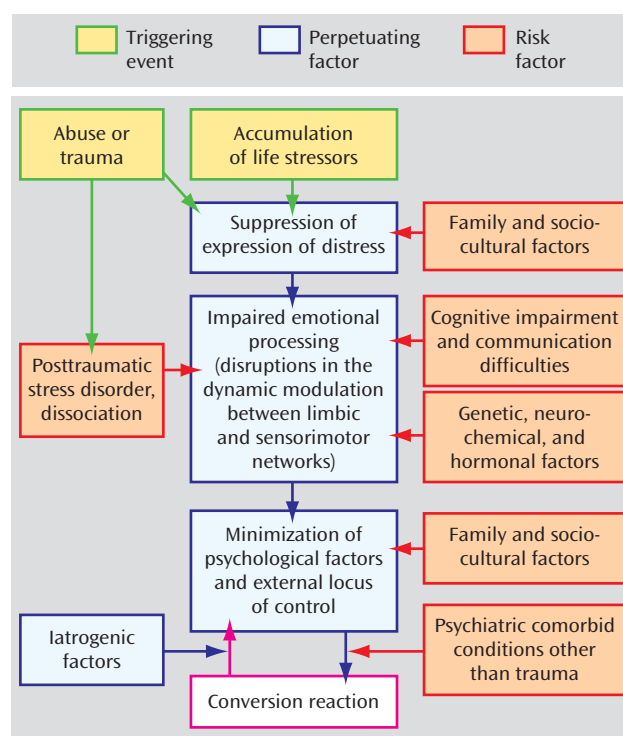 Triggering
event
Perpetuating
factor
Risk
factor
Abuse or
trauma
Accumulation
of life stressors
Suppression of
expression of distress
Family and socio-
cultural factors
Posttraumatic
stress disorder,
dissociation
Impaired emotional
processing
(disruptions in the
dynamic modulation
between limbic
and sensorimotor
networks)
Cognitive impairment
and communication
difficulties
Genetic, neuro-
chemical, and
hormonal factors
Minimization of
psychological factors
and external locus
of control
Family and socio-
cultural factors
Iatrogenic
factors
Psychiatric comorbid
conditions other
than trauma
Conversion reaction